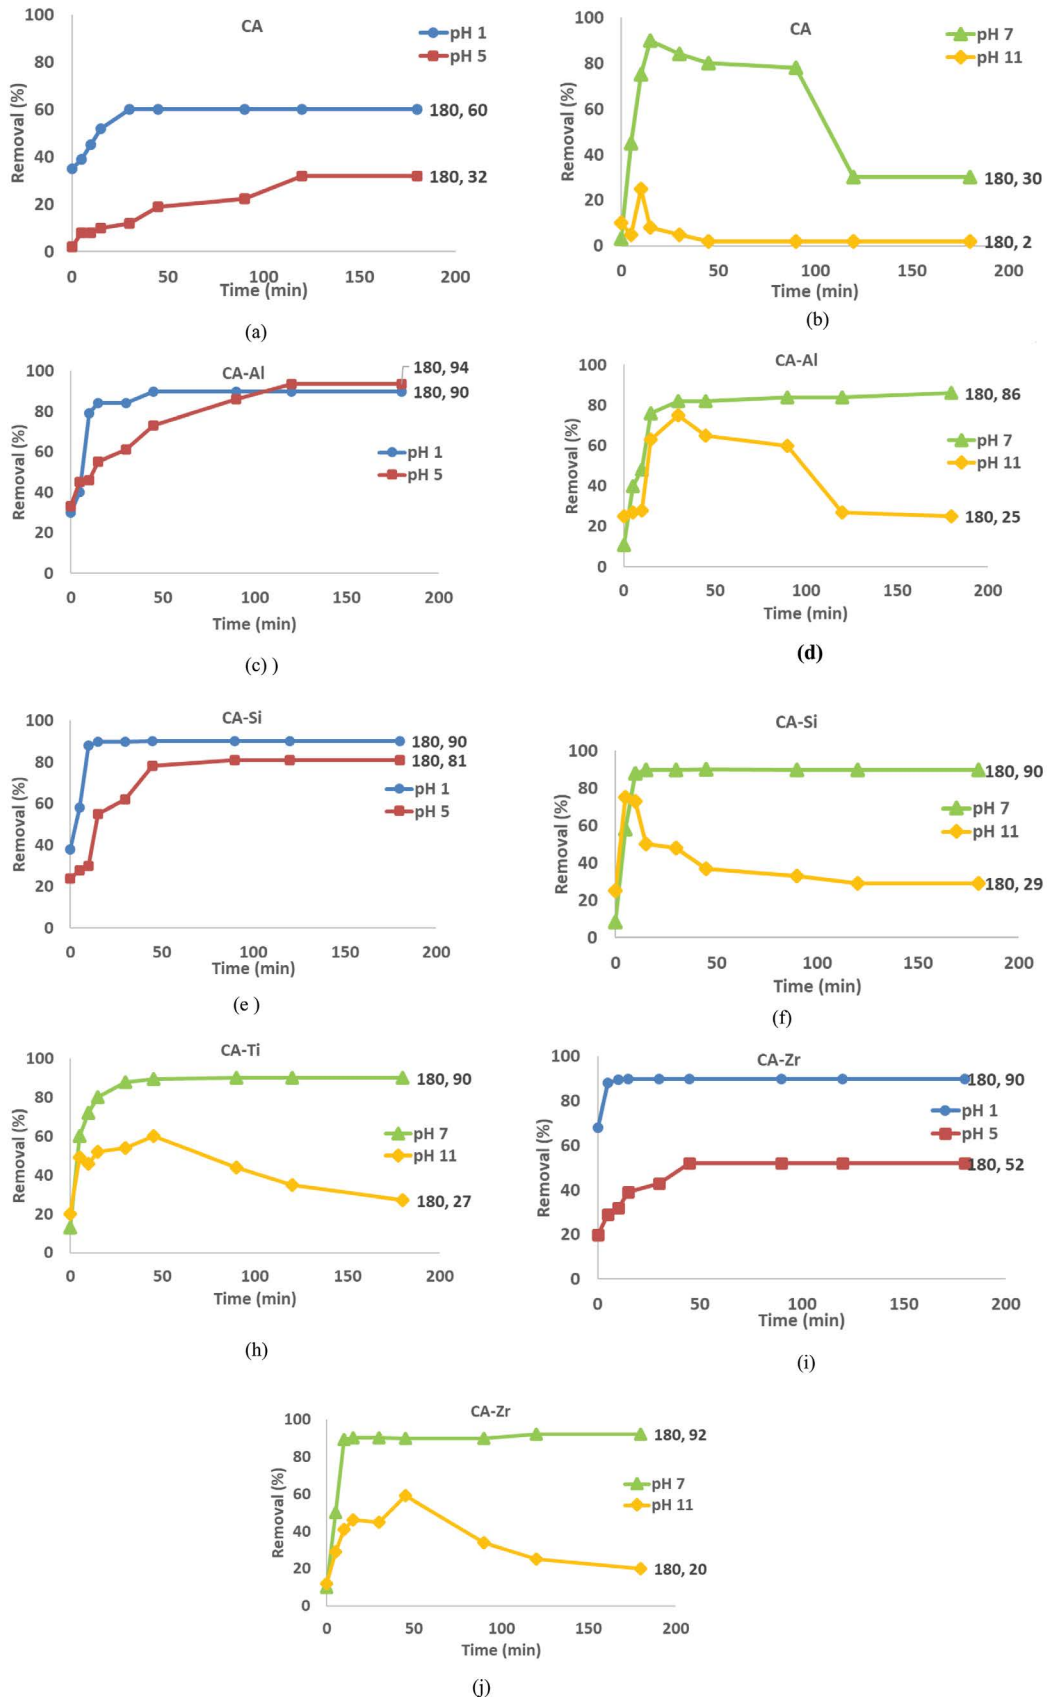 CA
pH 1
pH 5
100
80
60
40
20
0
Removal (%)
180, 60
180, 32
0 50 100 150 200
Time (min)
(a)
CA
pH 7
pH 11
100
80
60
40
20
0
Removal (%)
180, 30
180, 2
0 50 100 150 200
Time (min)
(b)
CA-Al
180, 94
180, 90
100
80
60
40
20
0
Removal (%)
pH 1
pH 5
0 50 100 150 200
Time (min)
(c) )
CA-Al
100
80
60
40
20
0
Removal (%)
180, 86
pH 7
pH 11
180, 25
0 50 100 150 200
Time (min)
(d)
CA-Si
100
80
60
40
20
0
Removal (%)
180, 90
180, 81
pH 1
pH 5
0 50 100 150 200
Time (min)
(e )
CA-Si
100
80
60
40
20
0
Removal (%)
180, 90
pH 7
pH 11
180, 29
0 50 100 150 200
Time (min)
(f)
CA-Ti
100
80
60
40
20
0
Removal (%)
180, 90
pH 7
pH 11
180, 27
0 50 100 150 200
Time (min)
(h)
CA-Zr
100
80
60
40
20
0
Removal (%)
180, 90
pH 1
pH 5
180, 52
0 50 100 150 200
Time (min)
(i)
CA-Zr
100
80
60
40
20
0
Removal (%)
180, 92
pH 7
pH 11
180, 20
0 50 100 150 200
Time (min)
(j)